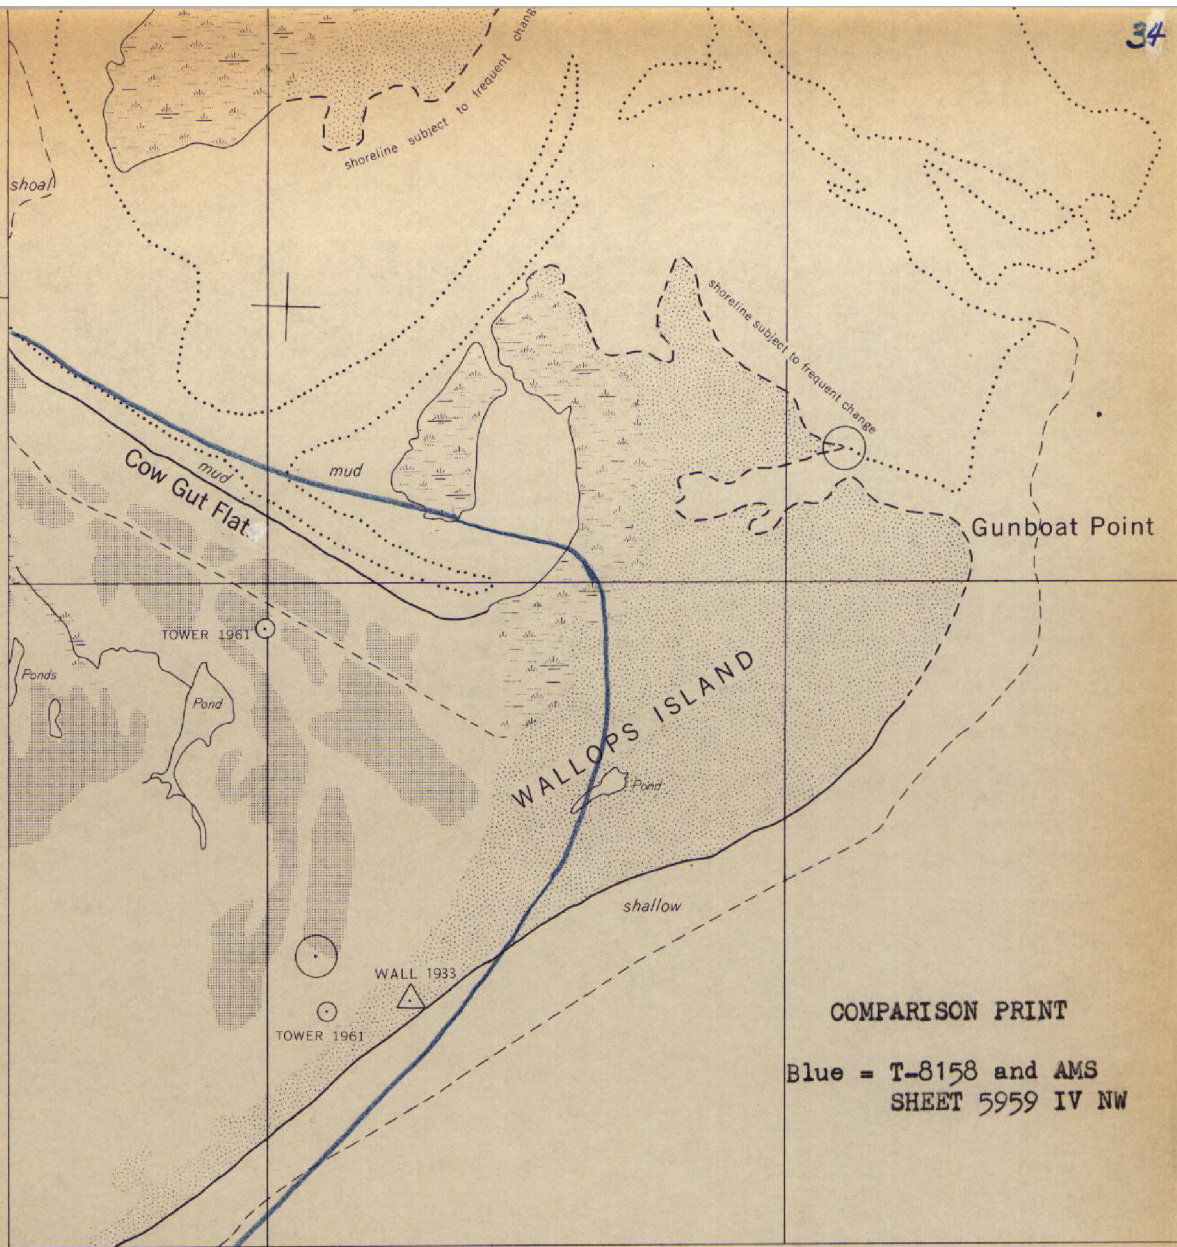 34
shoreline subject to frequent chang
shoal
shoreline subject to frequent change
mud
mud
Cow Gut Flat
Gunboat Point
TOWER 1961
Ponds
Pond
WALLOPS ISLAND
Pond
shallow
WALL 1933
TOWER 1961
COMPARISON PRINT
Blue = T-8158 and AMS
SHEET 5959 IV NW